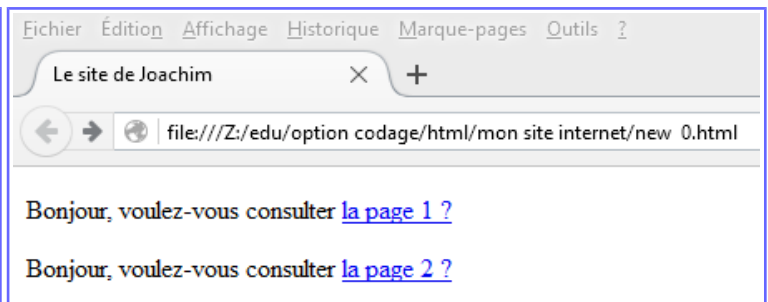 Fichier Édition Affichage Historique Marque-pages Outils ?
Le site de Joachim
file:///Z:/edu/option codage/html/mon site internet/new 0.html
Bonjour, voulez-vous consulter la page 1 ?
Bonjour, voulez-vous consulter la page 2 ?